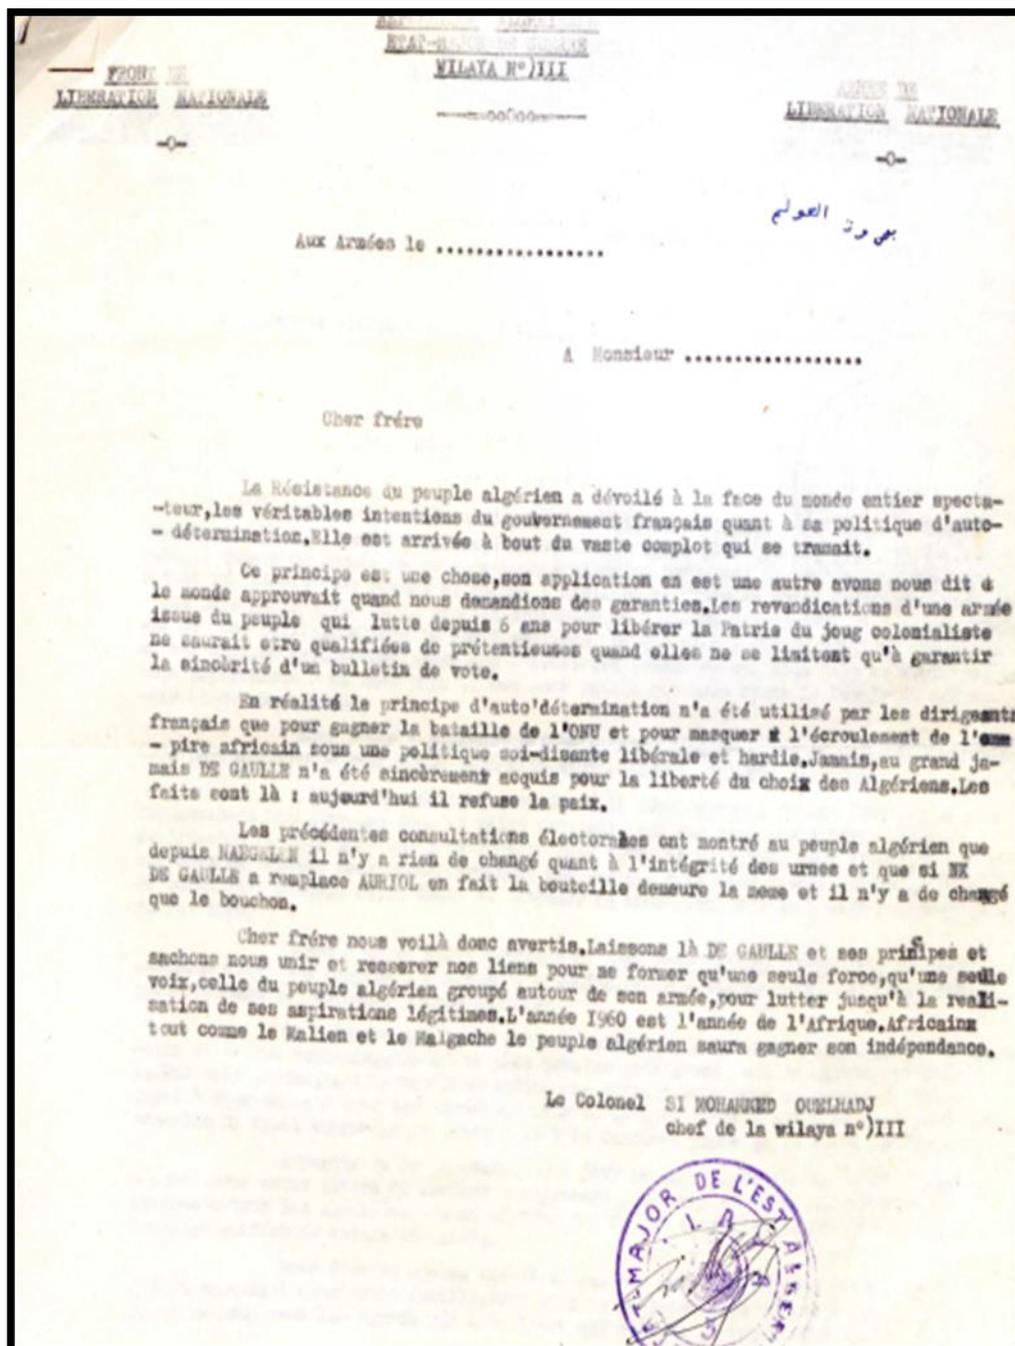 REPUBLIQUE ALGERIENNE
ETAT-MAJOR DE GUERRE
WILAYA N°)III
FRONT DE
LIBERATION NATIONALE
-0-
ARMEE DE
LIBERATION NATIONALE
-0-
Aux Armées le .................
A Monsieur ..................
Cher frére
La Résistance du peuple algérien a dévoilé à la face du monde entier specta-
-teur,les véritables intentions du gouvernement français quant à sa politique d'auto-
- détermination.Elle est arrivée à bout du vaste complot qui se tramait.
Ce principe est une chose,son application en est une autre avons nous dit &
le monde approuvait quand nous demandions des garanties.Les revendications d'une armée
issue du peuple qui lutte depuis 6 ans pour libérer la Patrie du joug colonialiste
ne saurait etre qualifiées de prétentieuses quand elles ne se limitent qu'à garantir
la sincèrité d'un bulletin de vote.
En réalité le principe d'auto'détermination n'a été utilisé par les dirigeants
français que pour gagner la bataille de l'ONU et pour masquer l'écroulement de l'em
- pire africain sous une politique soi-disante libérale et hardie.Jamais,au grand ja-
mais DE GAULLE n'a été sincèrement acquis pour la liberté du choix des Algériens.Les
faits sont là : aujourd'hui il refuse la paix.
Les précédentes consultations électorales ont montré au peuple algérien que
depuis NAEGELEN il n'y a rien de changé quant à l'intégrité des urnes et que si
DE GAULLE a remplace AURIOL en fait la bouteille demeure la meme et il n'y a de changé
que le bouchon.
Cher frére nous voilà donc avertis.Laissons là DE GAULLE et ses prinsipes et
sachons nous unir et resserer nos liens pour ne former qu'une seule force,qu'une seule
voix,celle du peuple algérien groupé autour de son armée,pour lutter jusqu'à la reali-
sation de ses aspirations légitimes.L'année I960 est l'année de l'Afrique.Africains
tout comme le Malien et le Malgache le peuple algérien saura gagner son indépendance.
Le Colonel SI MOHAMMED OUELHADJ
chef de la wilaya n°)III
MAJOR DE L'EST ALGER